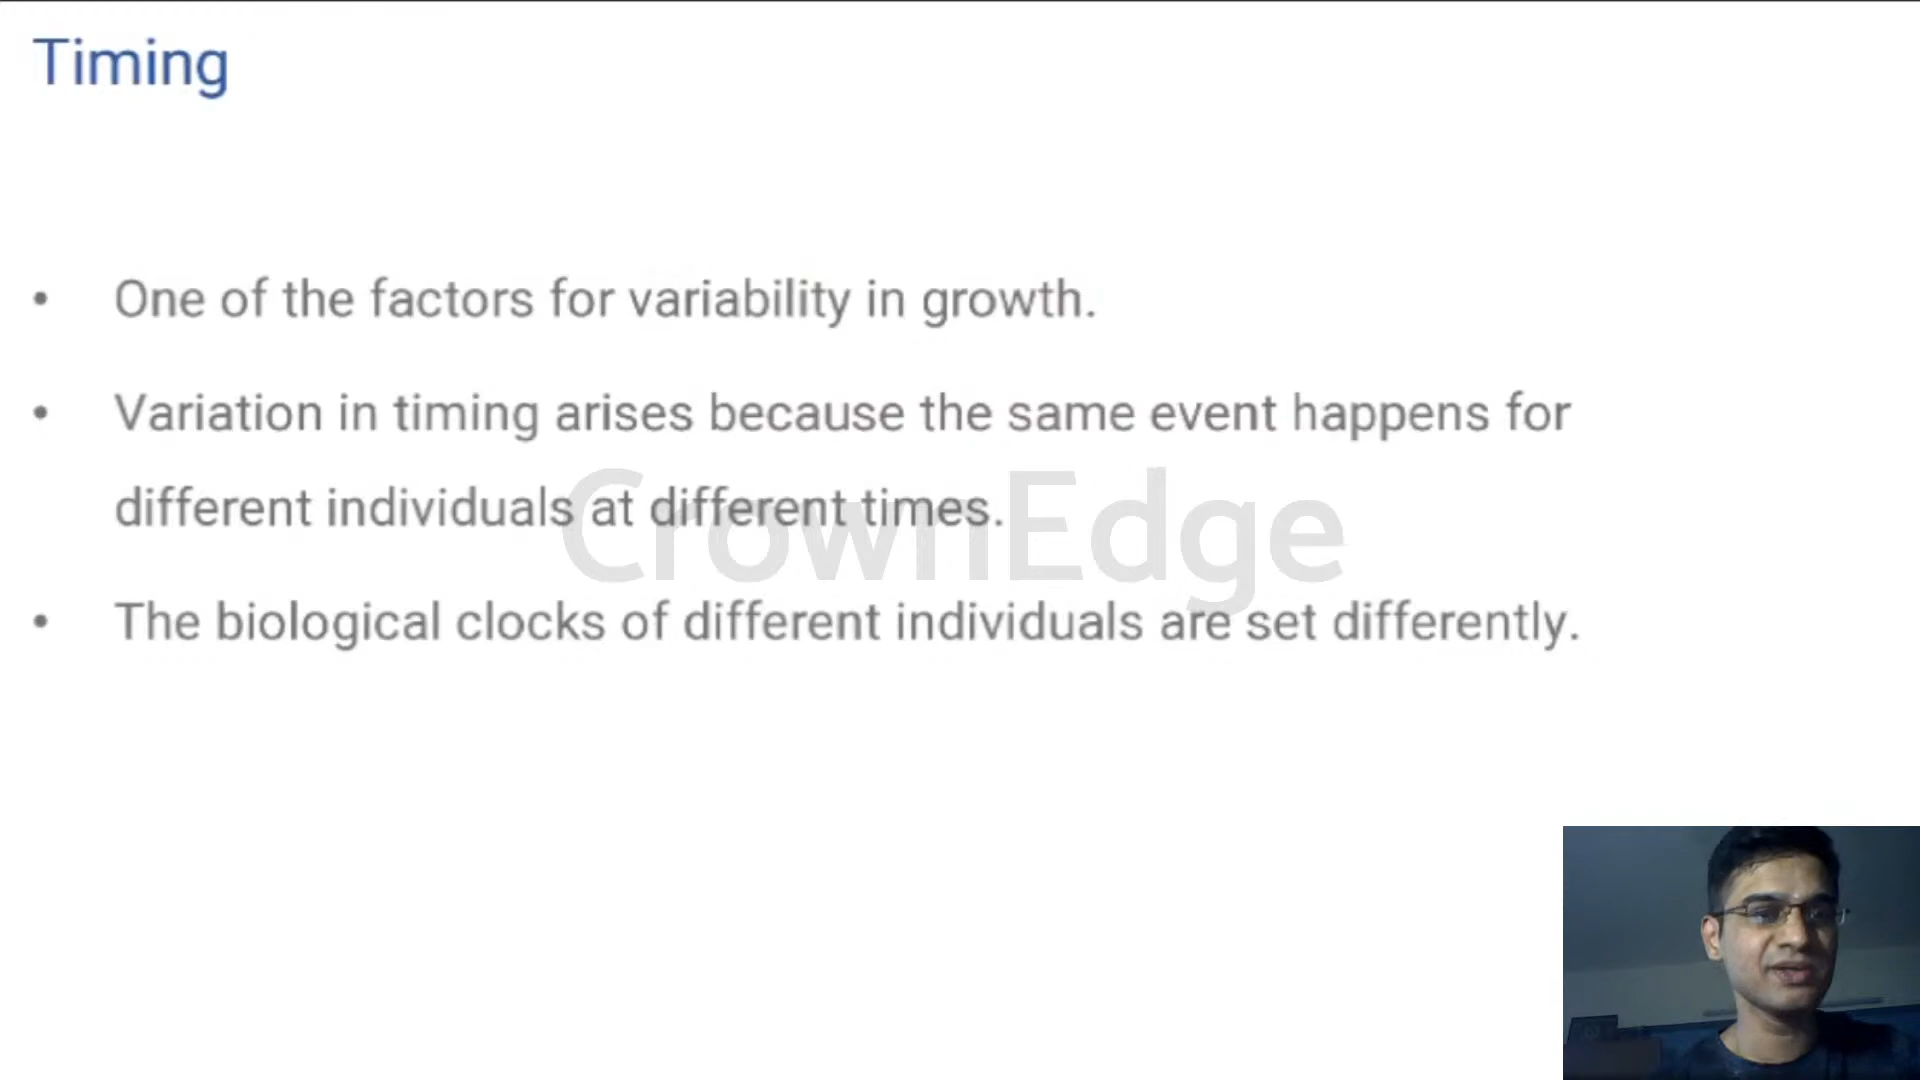 Timing
• One of the factors for variability in growth.
• Variation in timing arises because the same event happens for
different individuals at different times.
CrownEdge
• The biological clocks of different individuals are set differently.